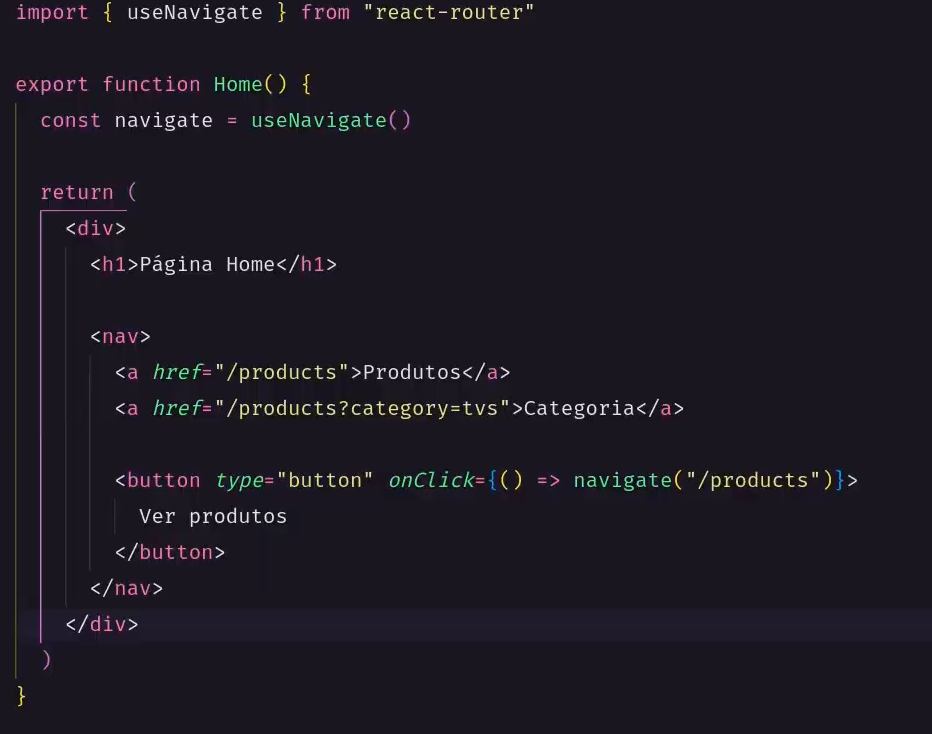 import { useNavigate } from "react-router"
export function Home() {
const navigate = useNavigate()
return (
<div>
<h1>Página Home</h1>
<nav>
<a href="/products">Produtos</a>
<a href="/products?category=tvs">Categoria</a>
<button type="button" onClick={() => navigate("/products")}>
Ver produtos
</button>
</nav>
</div>
)
}